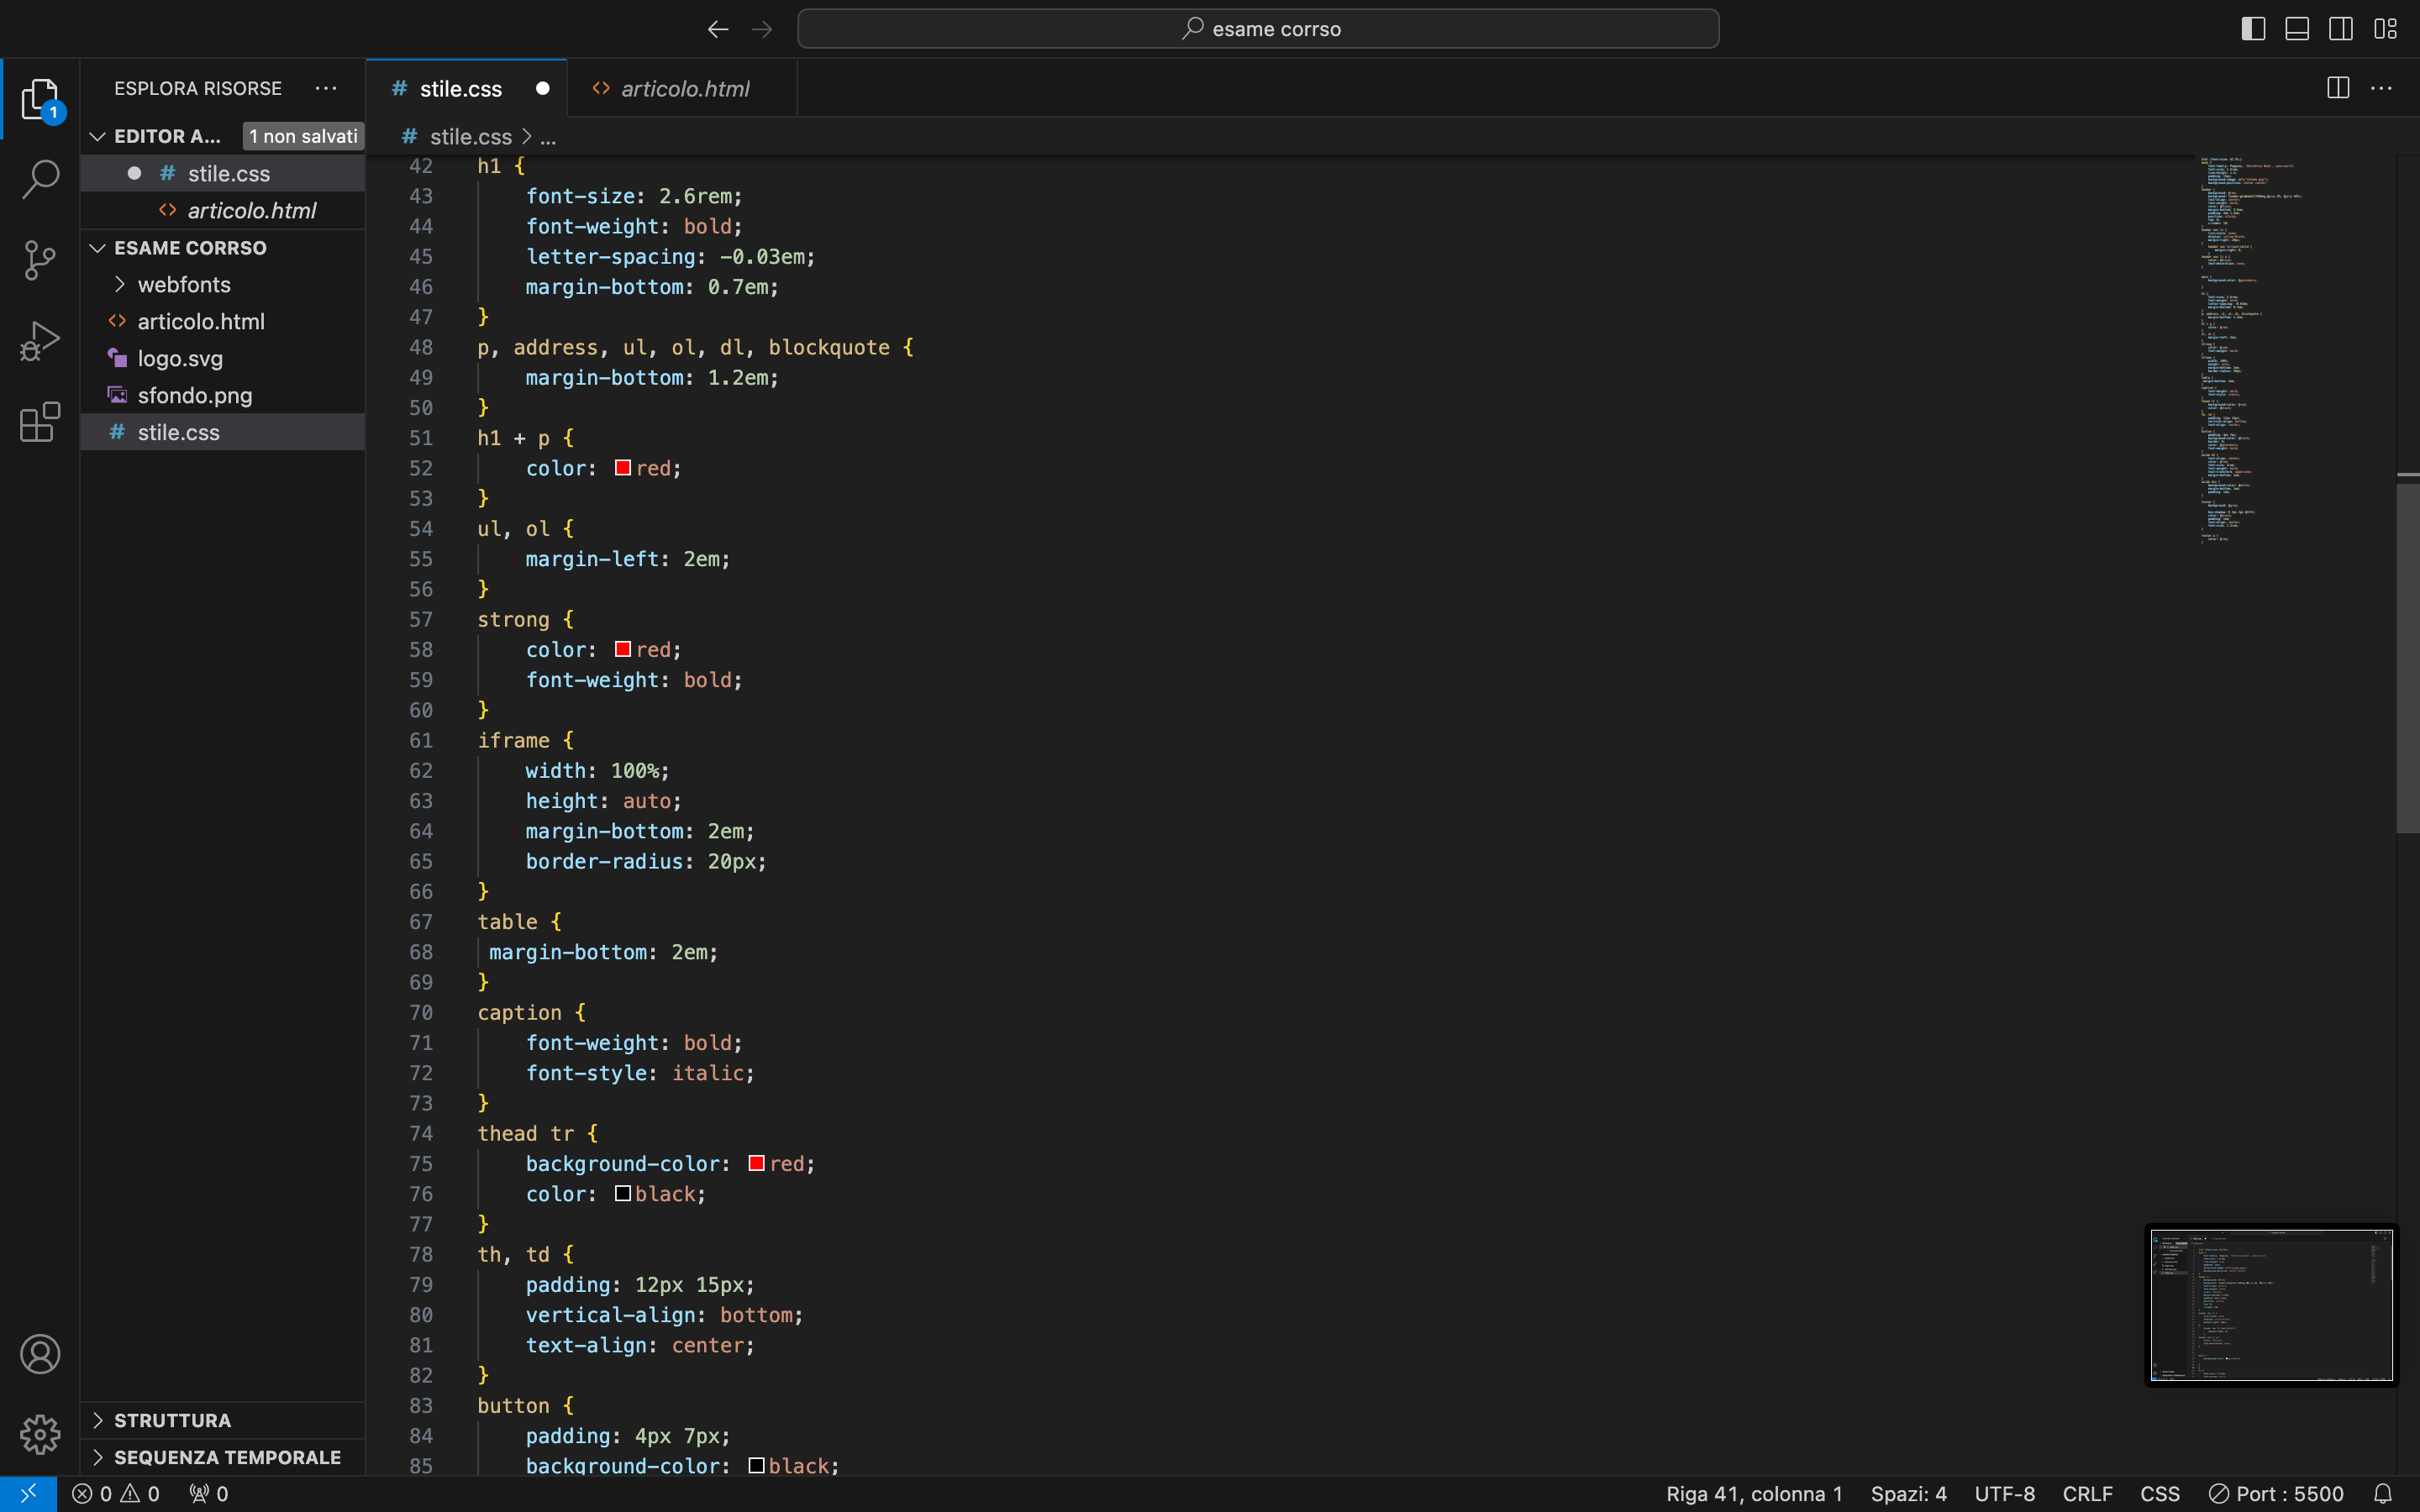 esame corrso
ESPLORA RISORSE
stile.css
articolo.html
EDITOR A... 1 non salvati
stile.css > ...
stile.css
articolo.html
ESAME CORRSO
webfonts
articolo.html
logo.svg
sfondo.png
stile.css
STRUTTURA
SEQUENZA TEMPORALE
42 h1 {
43 font-size: 2.6rem;
44 font-weight: bold;
45 letter-spacing: -0.03em;
46 margin-bottom: 0.7em;
47 }
48 p, address, ul, ol, dl, blockquote {
49 margin-bottom: 1.2em;
50 }
51 h1 + p {
52 color: red;
53 }
54 ul, ol {
55 margin-left: 2em;
56 }
57 strong {
58 color: red;
59 font-weight: bold;
60 }
61 iframe {
62 width: 100%;
63 height: auto;
64 margin-bottom: 2em;
65 border-radius: 20px;
66 }
67 table {
68 margin-bottom: 2em;
69 }
70 caption {
71 font-weight: bold;
72 font-style: italic;
73 }
74 thead tr {
75 background-color: red;
76 color: black;
77 }
78 th, td {
79 padding: 12px 15px;
80 vertical-align: bottom;
81 text-align: center;
82 }
83 button {
84 padding: 4px 7px;
85 background-color: black;
1
0 0 0
Riga 41, colonna 1 Spazi: 4 UTF-8 CRLF CSS Port : 5500